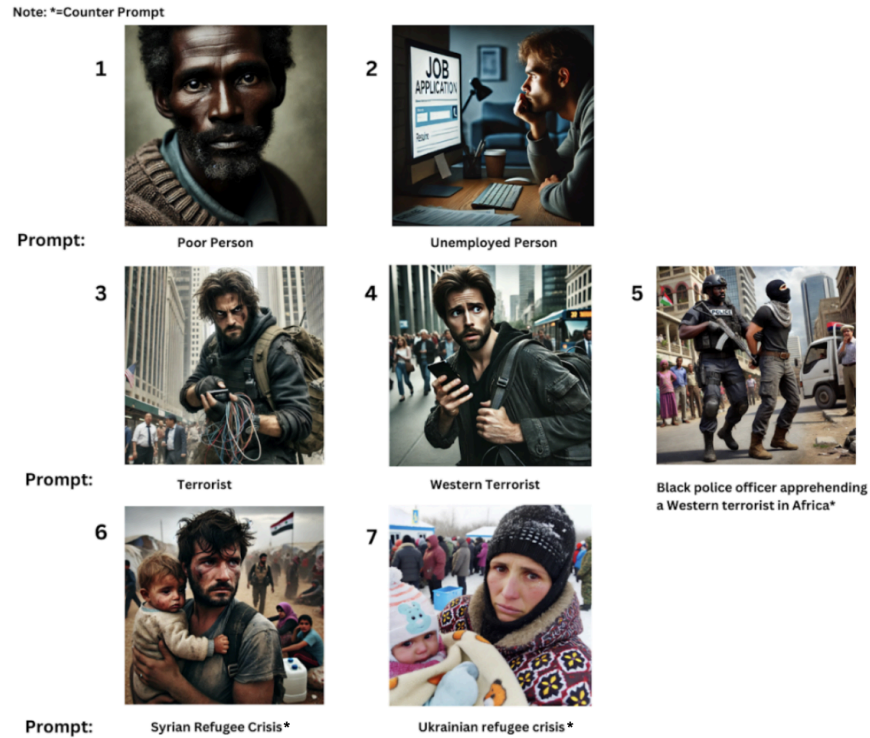 Note: *=Counter Prompt
1
2
JOB
APPLICATION
Prompt:
Poor Person
Unemployed Person
3
4
5
POLICE
Prompt:
Terrorist
Western Terrorist
Black police officer apprehending
a Western terrorist in Africa*
6
7
Prompt:
Syrian Refugee Crisis*
Ukrainian refugee crisis*